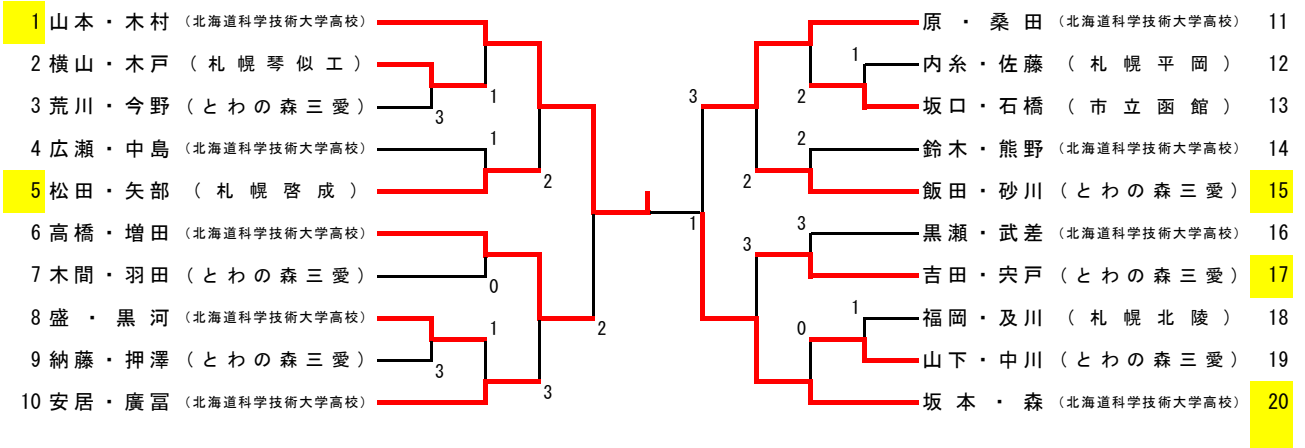 1 山本・木村 (北海道科学技術大学高校)
2 横山・木戸 (札幌琴似工)
3 荒川・今野 (とわの森三愛)
4 広瀬・中島 (北海道科学技術大学高校)
5 松田・矢部 (札幌啓成)
6 高橋・増田 (北海道科学技術大学高校)
7 木間・羽田 (とわの森三愛)
8 盛・黒河 (北海道科学技術大学高校)
9 納藤・押澤 (とわの森三愛)
10 安居・廣冨 (北海道科学技術大学高校)
1
3
1
2
0
1
3
3
2
1
3
1
2
2
2
3
3
1
0
原・桑田 (北海道科学技術大学高校) 11
内糸・佐藤 (札幌平岡) 12
坂口・石橋 (市立函館) 13
鈴木・熊野 (北海道科学技術大学高校) 14
飯田・砂川 (とわの森三愛) 15
黒瀬・武差 (北海道科学技術大学高校) 16
吉田・宍戸 (とわの森三愛) 17
福岡・及川 (札幌北陵) 18
山下・中川 (とわの森三愛) 19
坂本・森 (北海道科学技術大学高校) 20